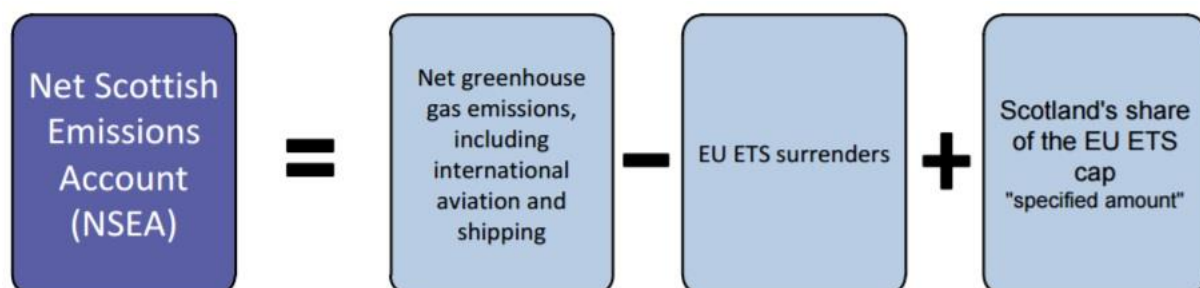 Net Scottish
Emissions
Account
(NSEA)
=
Net greenhouse
gas emissions,
including
international
aviation and
shipping
−
EU ETS surrenders
+
Scotland's share
of the EU ETS
cap
"specified amount"